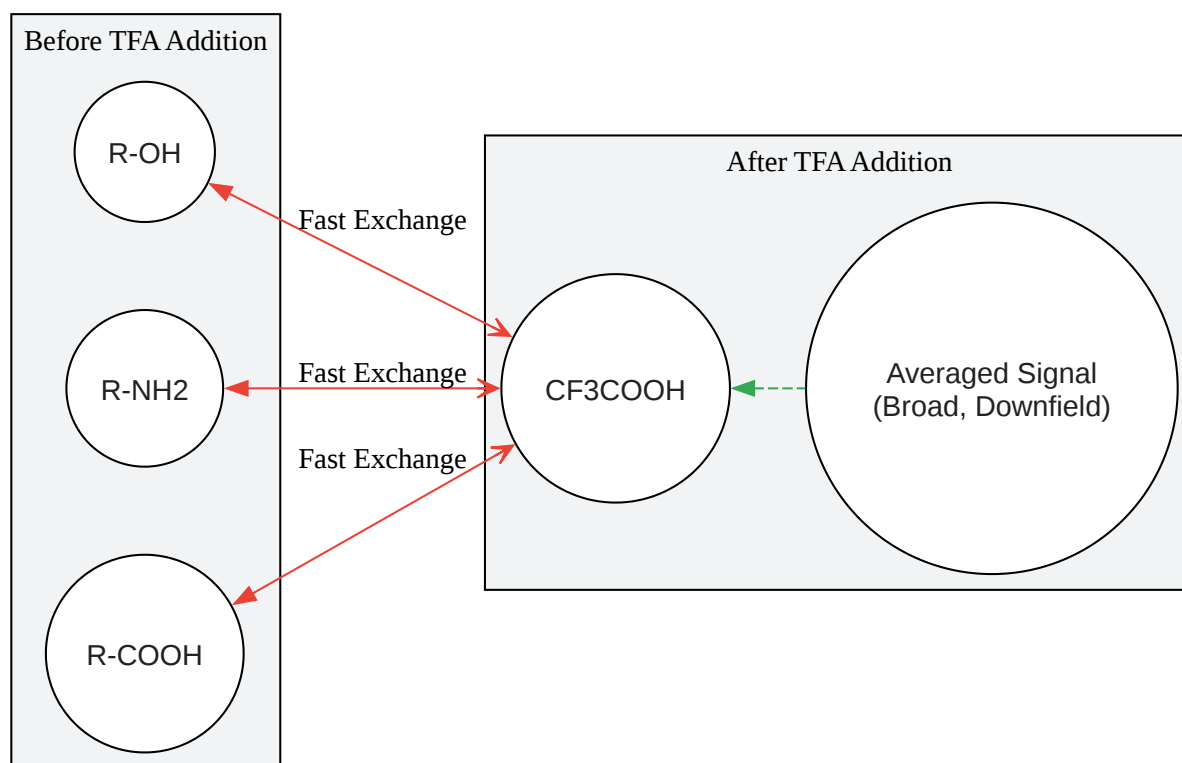 Before TFA Addition
R-OH
R-NH2
R-COOH
Fast Exchange
Fast Exchange
Fast Exchange
After TFA Addition
CF3COOH
Averaged Signal
(Broad, Downfield)